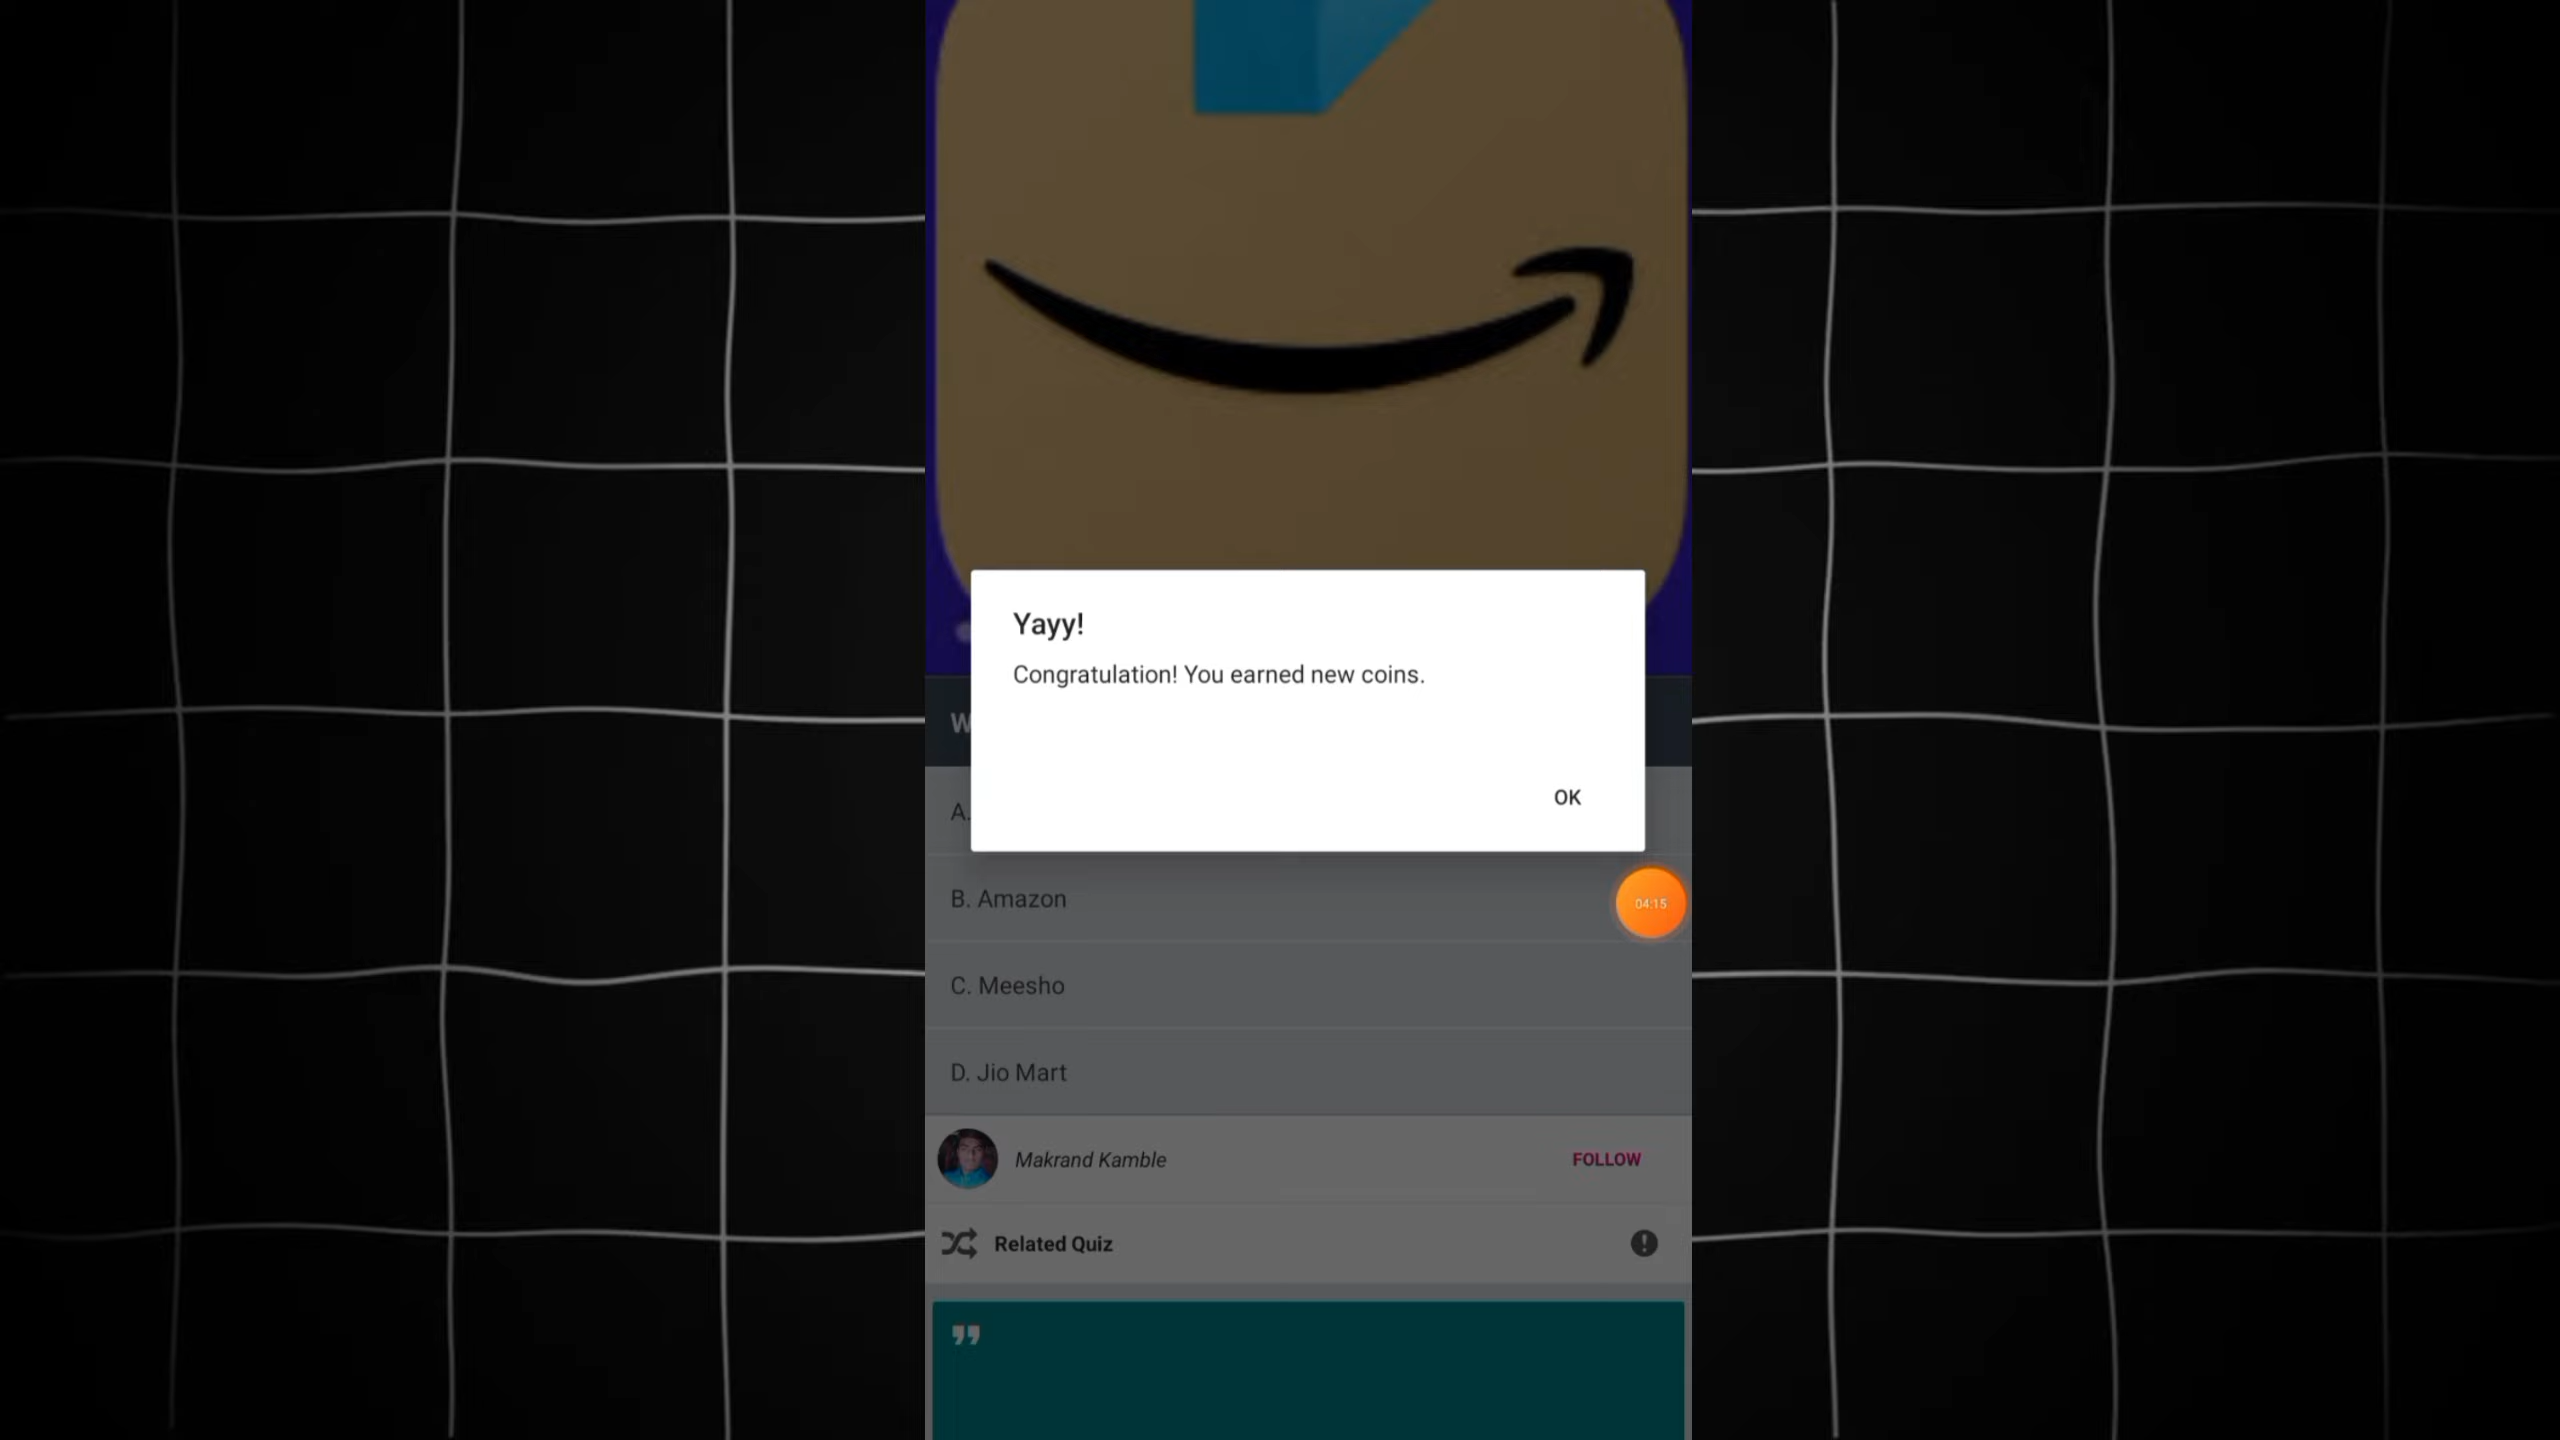 Yayy!
Congratulation! You earned new coins.
OK
W
A.
B. Amazon
04:15
C. Meesho
D. Jio Mart
Makrand Kamble
FOLLOW
Related Quiz